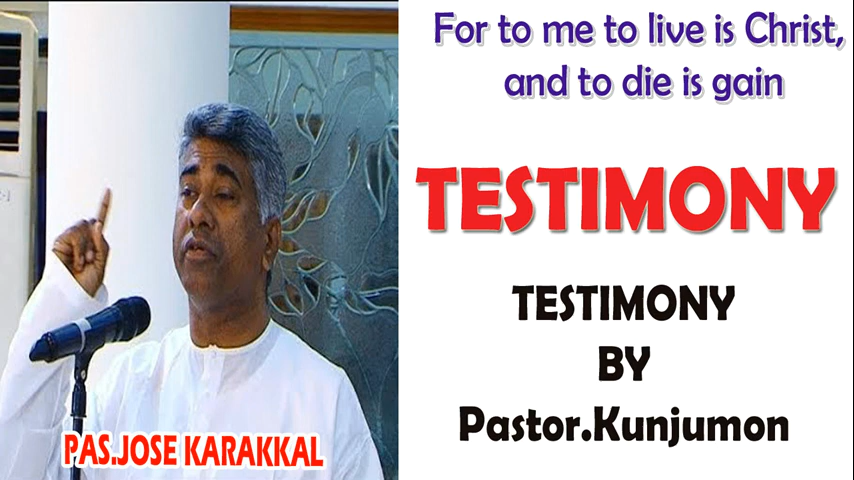 For to me to live is Christ,
and to die is gain
TESTIMONY
TESTIMONY
BY
Pastor.Kunjumon
PAS.JOSE KARAKKAL